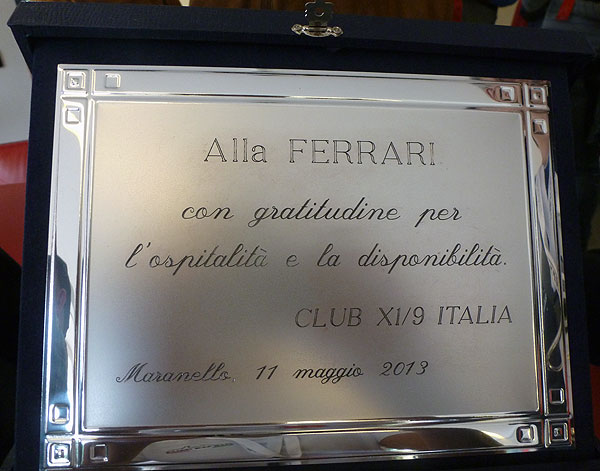 Alla FERRARI
con gratitudine per
l'ospitalità e la disponibilità.
CLUB X1/9 ITALIA
Maranello, 11 maggio 2013